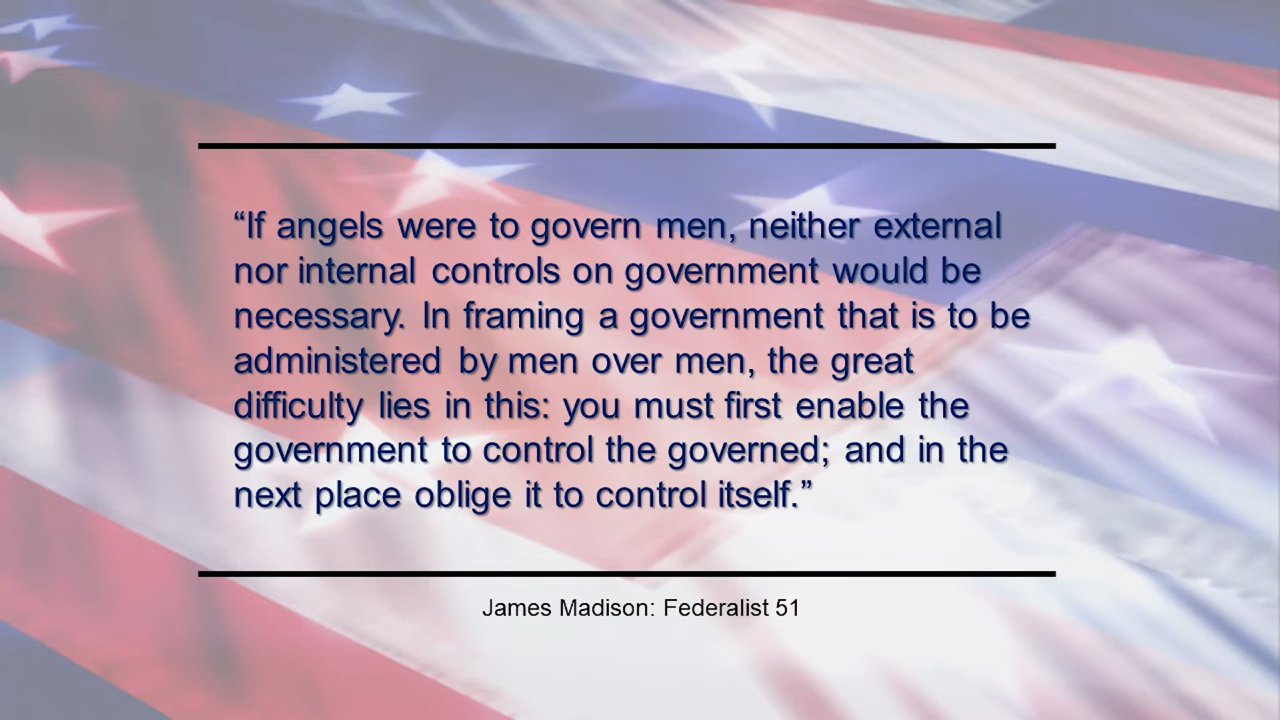 “If angels were to govern men, neither external
nor internal controls on government would be
necessary. In framing a government that is to be
administered by men over men, the great
difficulty lies in this: you must first enable the
government to control the governed; and in the
next place oblige it to control itself.”
James Madison: Federalist 51